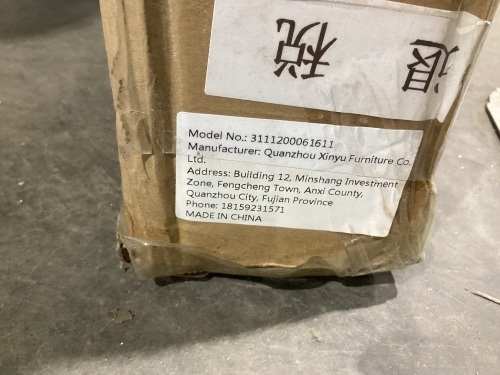 退税
Model No.: 3111200061611
Manufacturer: Quanzhou Xinyu Furniture Co.
Ltd.
Address: Building 12, Minshang Investment
Zone, Fengcheng Town, Anxi County,
Quanzhou City, Fujian Province
Phone: 18159231571
MADE IN CHINA